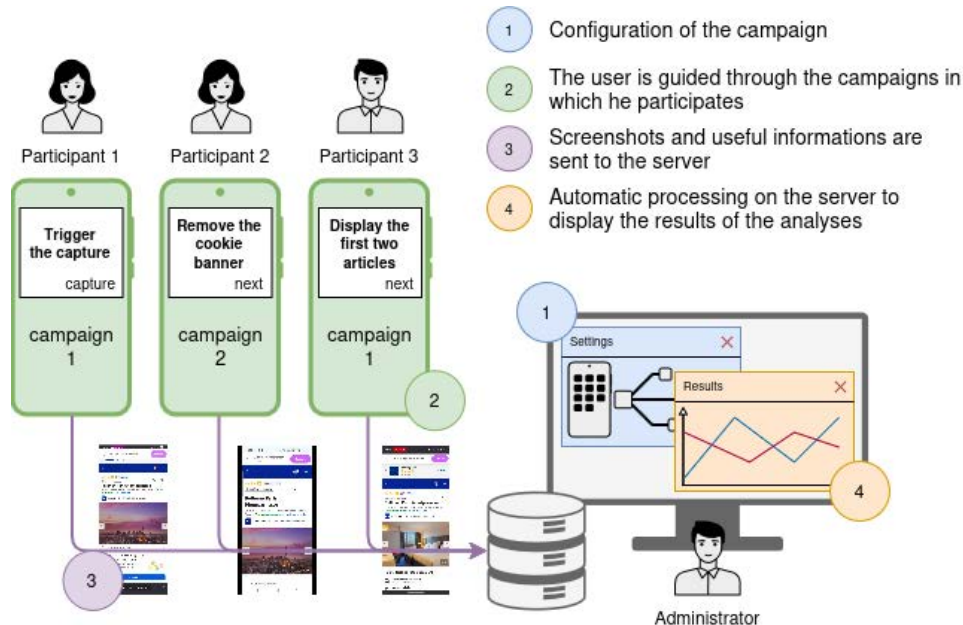 1
Configuration of the campaign
2
The user is guided through the campaigns in
which he participates
3
Screenshots and useful informations are
sent to the server
4
Automatic processing on the server to
display the results of the analyses
Participant 1
Participant 2
Participant 3
Trigger
the capture
capture
campaign
1
Remove the
cookie
banner
next
campaign
2
Display the
first two
articles
next
campaign
1
2
3
1
Settings
Results
4
Administrator